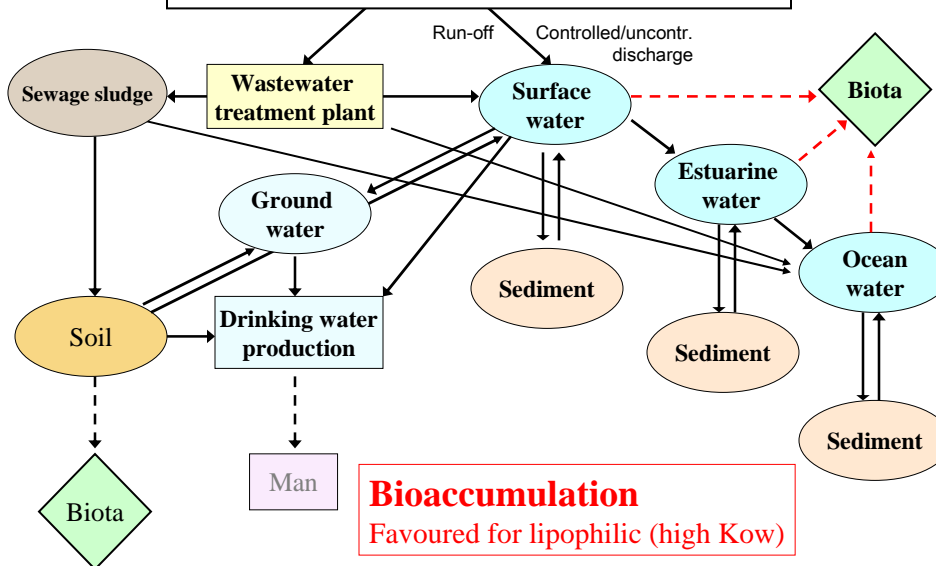 Run-off
Controlled/uncontr.
discharge
Sewage sludge
Wastewater
treatment plant
Surface
water
Biota
Estuarine
water
Ground
water
Ocean
water
Sediment
Soil
Drinking water
production
Sediment
Sediment
Biota
Man
Bioaccumulation
Favoured for lipophilic (high Kow)